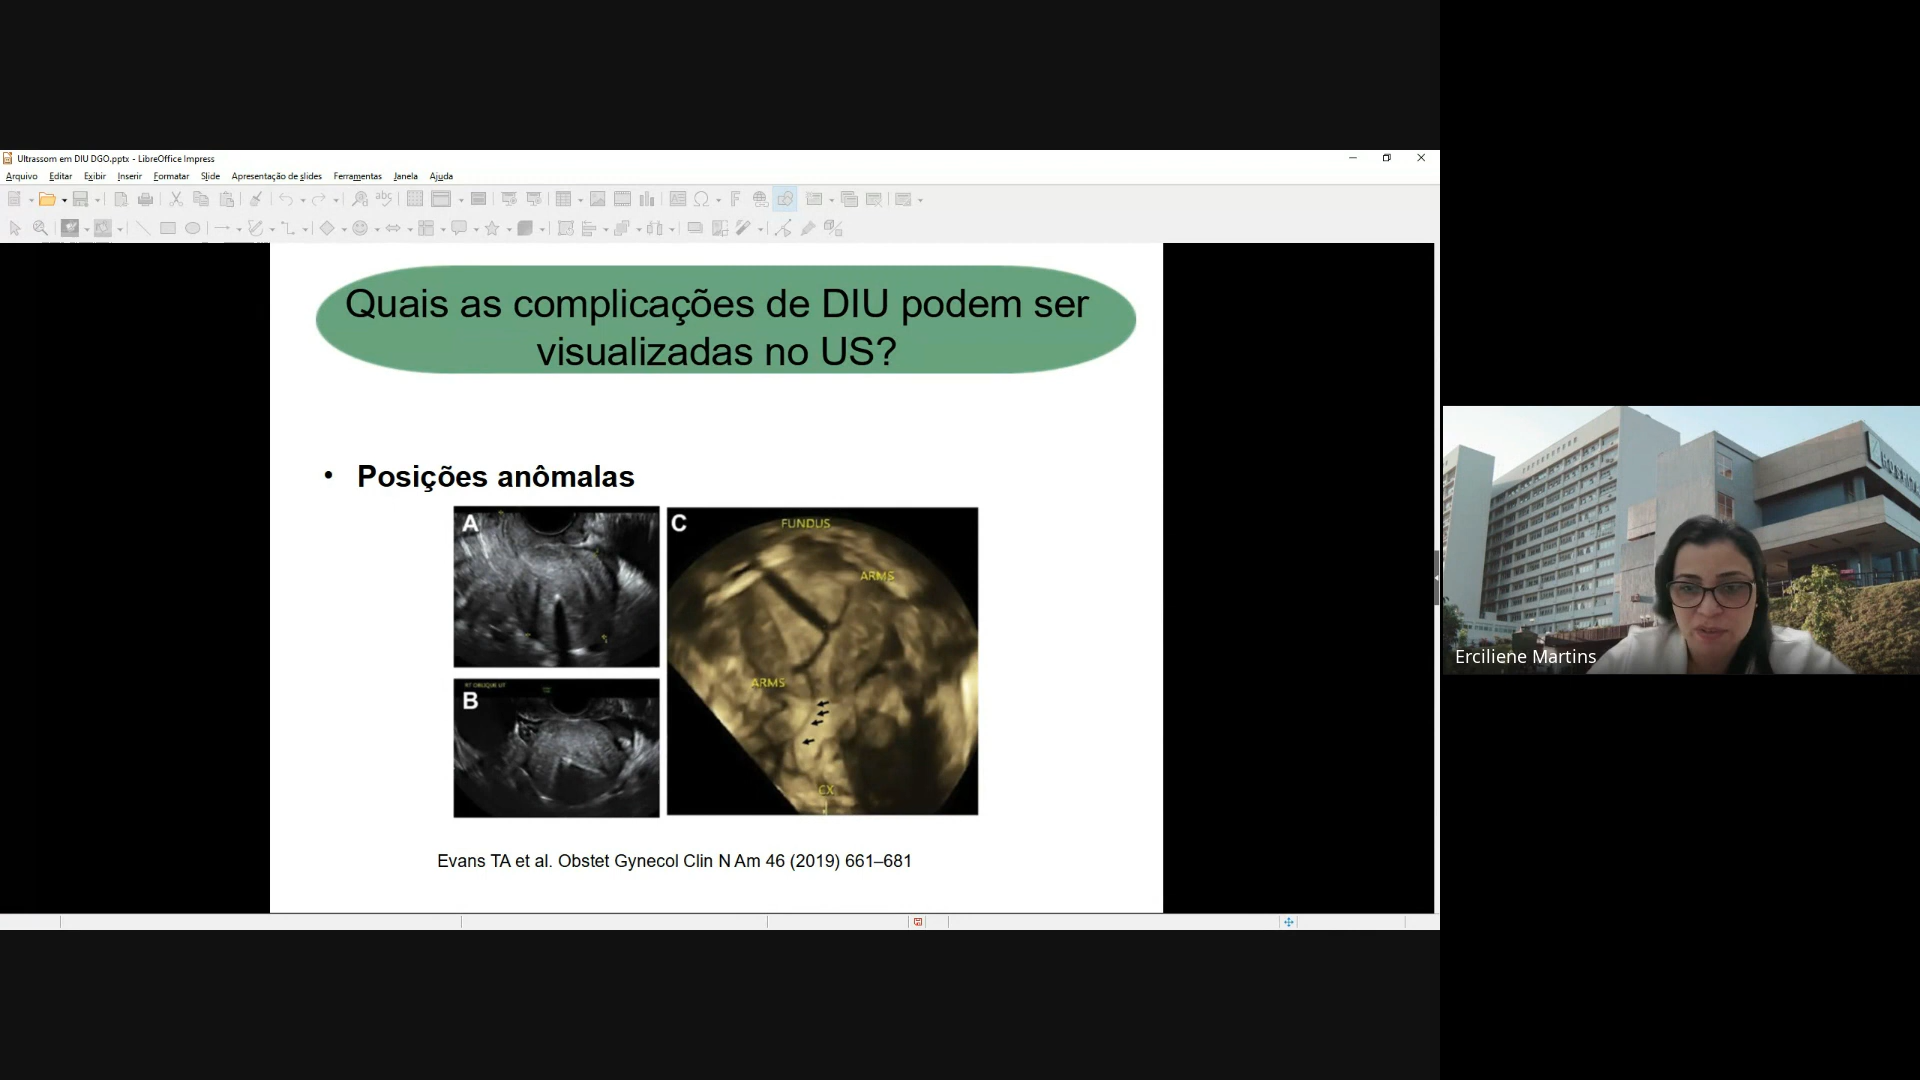 Ultrassom em DIU DGO.pptx - LibreOffice Impress
Arquivo Editar Exibir Inserir Formatar Slide Apresentação de slides Ferramentas Janela Ajuda
Quais as complicações de DIU podem ser
visualizadas no US?
• Posições anômalas
A
B
C
FUNDUS
ARMS
ARMS
CX
Evans TA et al. Obstet Gynecol Clin N Am 46 (2019) 661–681
Erciliene Martins